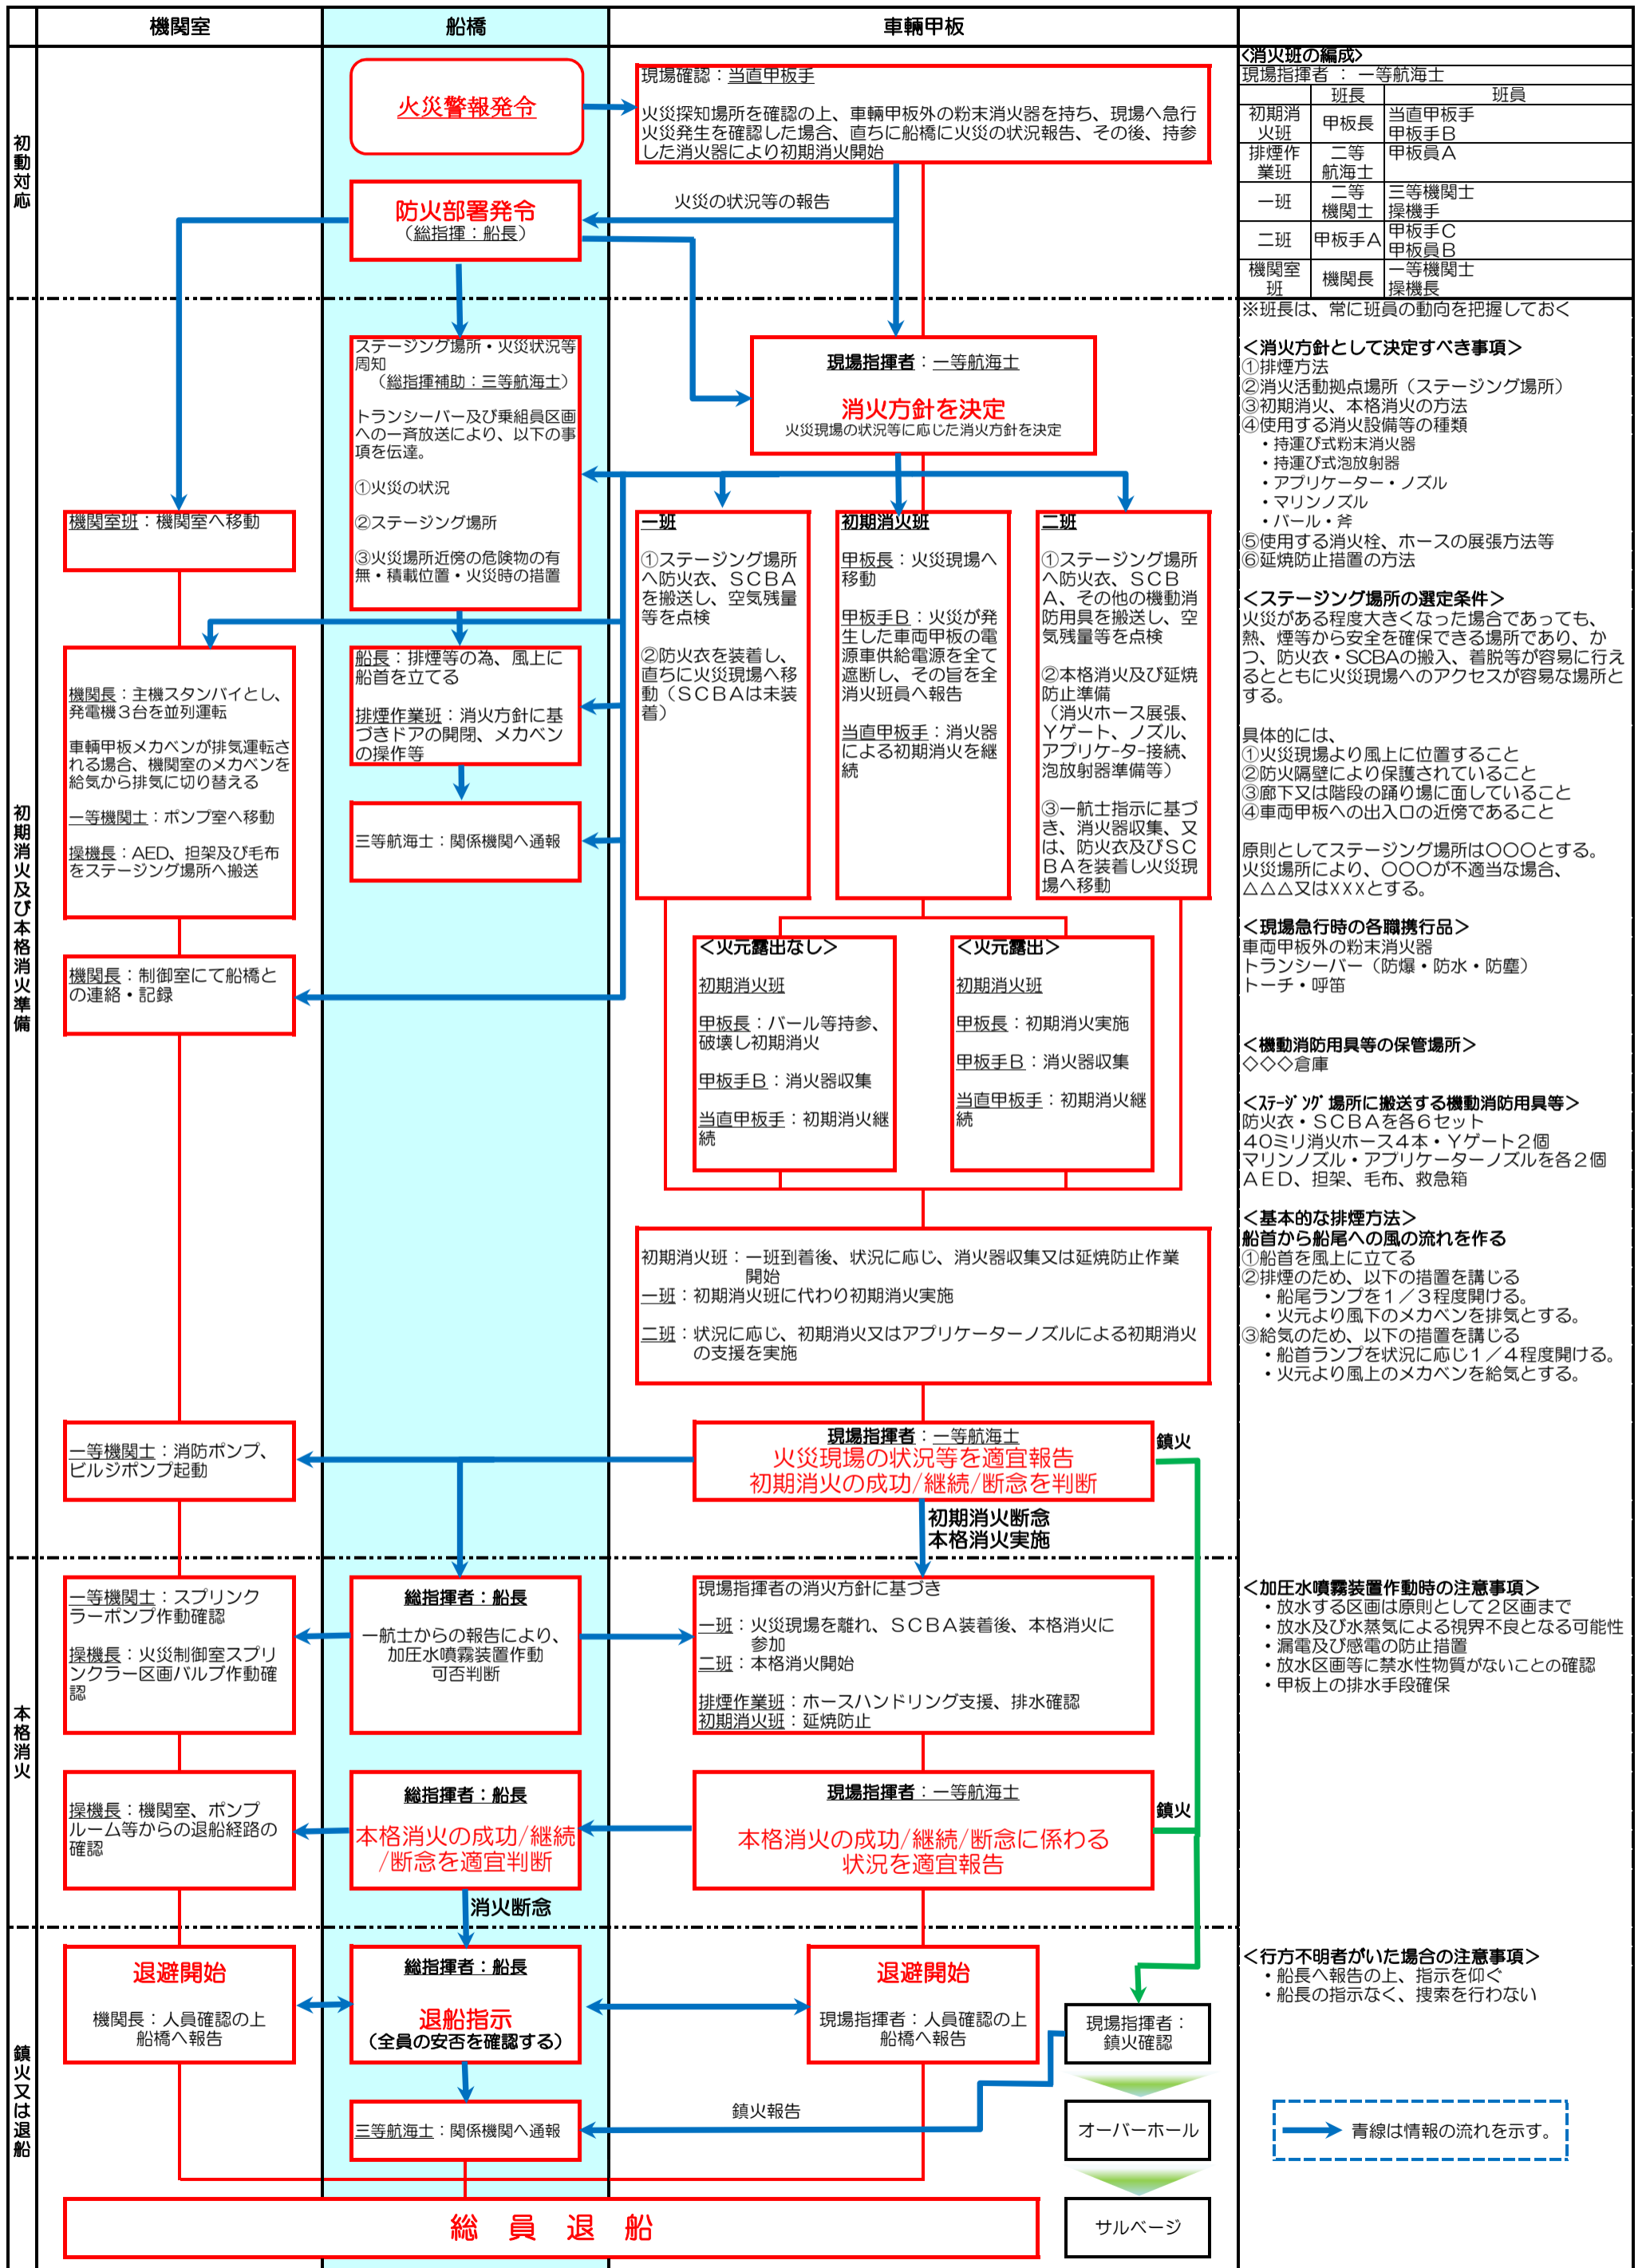 機関室
船橋
車輛甲板
初動対応
火災警報発令
現場確認：当直甲板手
火災探知場所を確認の上、車輛甲板外の粉末消火器を持ち、現場へ急行
火災発生を確認した場合、直ちに船橋に火災の状況報告、その後、持参
した消火器により初期消火開始
防火部署発令
（総指揮：船長）
火災の状況等の報告
<消火班の編成>
現場指揮者 ： 一等航海士
班長
班員
初期消
火班
甲板長
当直甲板手
甲板手Ｂ
排煙作
業班
二等
航海士
甲板員Ａ
一班
二等
機関士
三等機関士
操機手
二班
甲板手Ａ
甲板手Ｃ
甲板員Ｂ
機関室
班
機関長
一等機関士
操機長
初期消火及び本格消火準備
ステージング場所・火災状況等
周知
（総指揮補助：三等航海士）
トランシーバー及び乗組員区画
への一斉放送により、以下の事
項を伝達。
①火災の状況
②ステージング場所
③火災場所近傍の危険物の有
無・積載位置・火災時の措置
現場指揮者：一等航海士
消火方針を決定
火災現場の状況等に応じた消火方針を決定
機関室班：機関室へ移動
一班
①ステージング場所
へ防火衣、ＳＣＢＡ
を搬送し、空気残量
等を点検
②防火衣を装着し、
直ちに火災現場へ移
動（ＳＣＢＡは未装
着）
初期消火班
甲板長：火災現場へ
移動
甲板手Ｂ：火災が発
生した車両甲板の電
源車供給電源を全て
遮断し、その旨を全
消火班員へ報告
当直甲板手：消火器
による初期消火を継
続
二班
①ステージング場所
へ防火衣、ＳＣＢ
Ａ、その他の機動消
防用具を搬送し、空
気残量等を点検
②本格消火及び延焼
防止準備
（消火ホース展張、
Ｙゲート、ノズル、
アプリケｰタｰ接続、
泡放射器準備等）
③一航士指示に基づ
き、消火器収集、又
は、防火衣及びＳＣ
ＢＡを装着し火災現
場へ移動
機関長：主機スタンバイとし、
発電機３台を並列運転
車輛甲板メカベンが排気運転さ
れる場合、機関室のメカベンを
給気から排気に切り替える
一等機関士：ポンプ室へ移動
操機長：AED、担架及び毛布
をステージング場所へ搬送
船長：排煙等の為、風上に
船首を立てる
排煙作業班：消火方針に基
づきドアの開閉、メカベン
の操作等
三等航海士：関係機関へ通報
機関長：制御室にて船橋と
の連絡・記録
＜火元露出なし＞
初期消火班
甲板長：バール等持参、
破壊し初期消火
甲板手Ｂ：消火器収集
当直甲板手：初期消火継
続
＜火元露出＞
初期消火班
甲板長：初期消火実施
甲板手Ｂ：消火器収集
当直甲板手：初期消火継
続
初期消火班：一班到着後、状況に応じ、消火器収集又は延焼防止作業
開始
一班：初期消火班に代わり初期消火実施
二班：状況に応じ、初期消火又はアプリケーターノズルによる初期消火
の支援を実施
一等機関士：消防ポンプ、
ビルジポンプ起動
現場指揮者：一等航海士
火災現場の状況等を適宜報告
初期消火の成功/継続/断念を判断
鎮火
初期消火断念
本格消火実施
※班長は、常に班員の動向を把握しておく
＜消火方針として決定すべき事項＞
①排煙方法
②消火活動拠点場所（ステージング場所）
③初期消火、本格消火の方法
④使用する消火設備等の種類
・持運び式粉末消火器
・持運び式泡放射器
・アプリケーター・ノズル
・マリンノズル
・バール・斧
⑤使用する消火栓、ホースの展張方法等
⑥延焼防止措置の方法
＜ステージング場所の選定条件＞
火災がある程度大きくなった場合であっても、
熱、煙等から安全を確保できる場所であり、か
つ、防火衣・SCBAの搬入、着脱等が容易に行え
るとともに火災現場へのアクセスが容易な場所と
する。
具体的には、
①火災現場より風上に位置すること
②防火隔壁により保護されていること
③廊下又は階段の踊り場に面していること
④車両甲板への出入口の近傍であること
原則としてステージング場所は〇〇〇とする。
火災場所により、〇〇〇が不適当な場合、
△△△又はXXXとする。
＜現場急行時の各職携行品＞
車両甲板外の粉末消火器
トランシーバー（防爆・防水・防塵）
トーチ・呼笛
＜機動消防用具等の保管場所＞
◇◇◇倉庫
＜ｽﾃｰｼﾞﾝｸﾞ場所に搬送する機動消防用具等＞
防火衣・ＳＣＢＡを各６セット
４０ミリ消火ホース４本・Ｙゲート２個
マリンノズル・アプリケーターノズルを各２個
ＡＥＤ、担架、毛布、救急箱
＜基本的な排煙方法＞
船首から船尾への風の流れを作る
①船首を風上に立てる
②排煙のため、以下の措置を講じる
・船尾ランプを１／３程度開ける。
・火元より風下のメカベンを排気とする。
③給気のため、以下の措置を講じる
・船首ランプを状況に応じ１／４程度開ける。
・火元より風上のメカベンを給気とする。
本格消火
一等機関士：スプリンク
ラーポンプ作動確認
操機長：火災制御室スプリ
ンクラー区画バルブ作動確
認
総指揮者：船長
一航士からの報告により、
加圧水噴霧装置作動
可否判断
現場指揮者の消火方針に基づき
一班：火災現場を離れ、ＳＣＢＡ装着後、本格消火に
参加
二班：本格消火開始
排煙作業班：ホースハンドリング支援、排水確認
初期消火班：延焼防止
＜加圧水噴霧装置作動時の注意事項＞
・放水する区画は原則として２区画まで
・放水及び水蒸気による視界不良となる可能性
・漏電及び感電の防止措置
・放水区画等に禁水性物質がないことの確認
・甲板上の排水手段確保
操機長：機関室、ポンプ
ルーム等からの退船経路の
確認
総指揮者：船長
本格消火の成功/継続
/断念を適宜判断
現場指揮者：一等航海士
本格消火の成功/継続/断念に係わる
状況を適宜報告
鎮火
消火断念
鎮火又は退船
退避開始
機関長：人員確認の上
船橋へ報告
総指揮者：船長
退船指示
（全員の安否を確認する）
退避開始
現場指揮者：人員確認の上
船橋へ報告
現場指揮者：
鎮火確認
＜行方不明者がいた場合の注意事項＞
・船長へ報告の上、指示を仰ぐ
・船長の指示なく、捜索を行わない
三等航海士：関係機関へ通報
鎮火報告
オーバーホール
青線は情報の流れを示す。
総　員　退　船
サルベージ